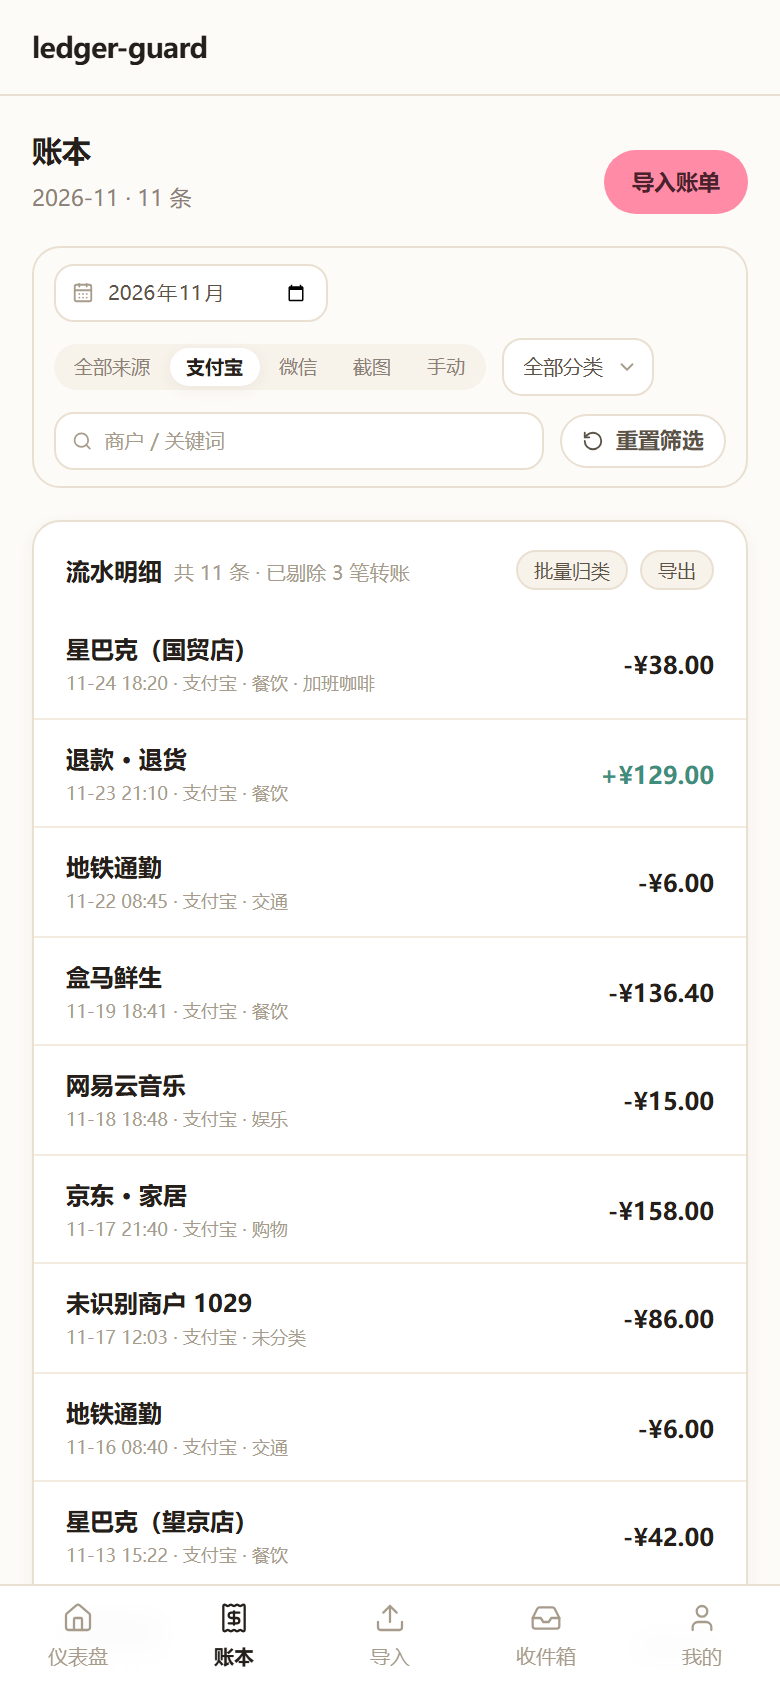 ledger-guard
账本
2026-11 · 11 条
导入账单
2026年11月
全部来源 支付宝 微信 截图 手动 全部分类
商户 / 关键词 重置筛选
流水明细 共 11 条 · 已剔除 3 笔转账 批量归类 导出
星巴克（国贸店）
-¥38.00
11-24 18:20 · 支付宝 · 餐饮 · 加班咖啡
退款 • 退货
+¥129.00
11-23 21:10 · 支付宝 · 餐饮
地铁通勤
-¥6.00
11-22 08:45 · 支付宝 · 交通
盒马鲜生
-¥136.40
11-19 18:41 · 支付宝 · 餐饮
网易云音乐
-¥15.00
11-18 18:48 · 支付宝 · 娱乐
京东 • 家居
-¥158.00
11-17 21:40 · 支付宝 · 购物
未识别商户 1029
-¥86.00
11-17 12:03 · 支付宝 · 未分类
地铁通勤
-¥6.00
11-16 08:40 · 支付宝 · 交通
星巴克（望京店）
-¥42.00
11-13 15:22 · 支付宝 · 餐饮
仪表盘 账本 导入 收件箱 我的